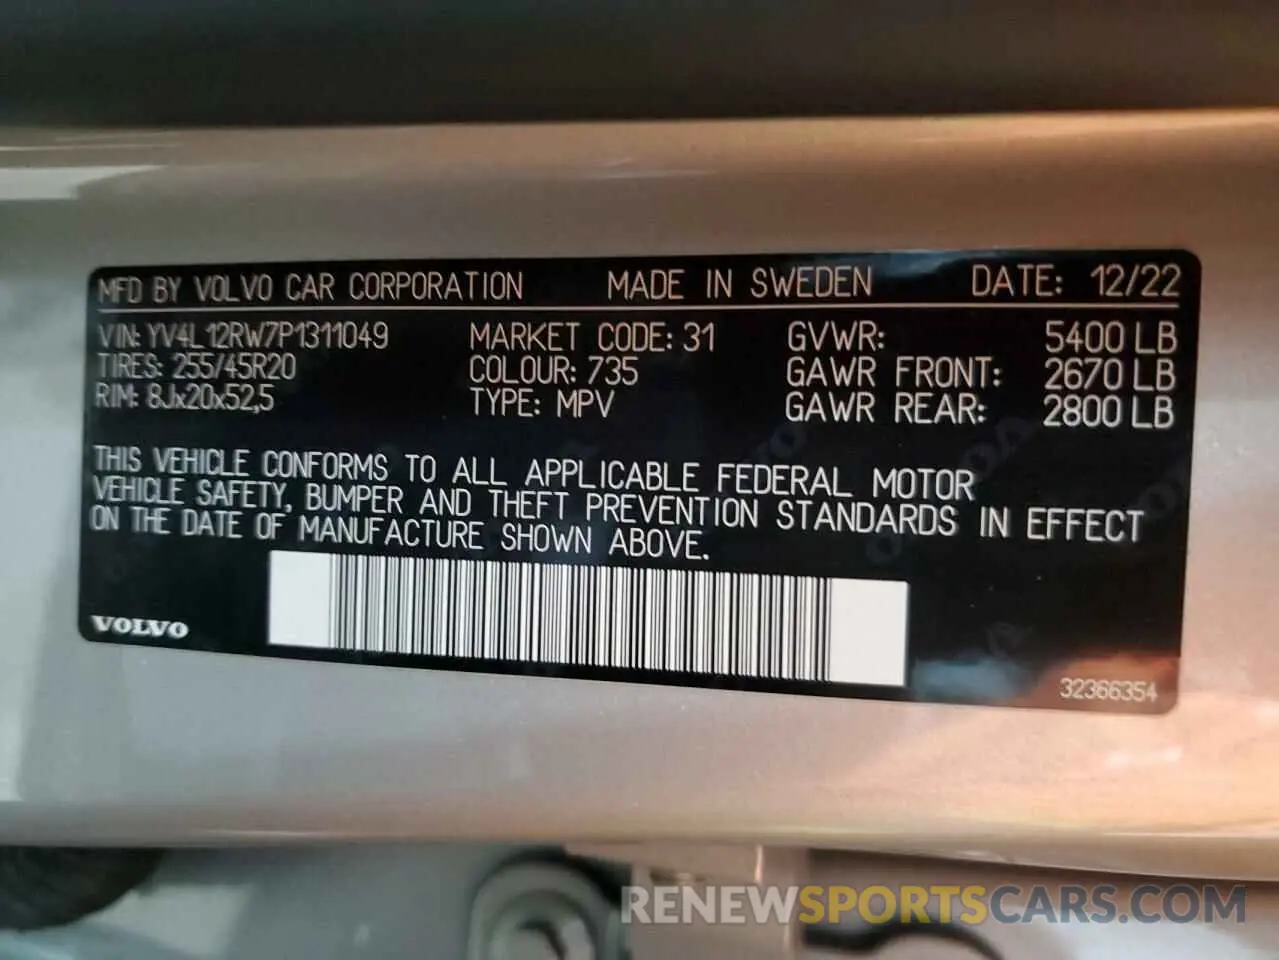 MFD BY VOLVO CAR CORPORATION MADE IN SWEDEN DATE: 12/22
VIN: YV4L12RW7P1311049 MARKET CODE: 31 GVWR: 5400 LB
TIRES: 255/45R20 COLOUR: 735 GAWR FRONT: 2670 LB
RIM: 8Jx20x52,5 TYPE: MPV GAWR REAR: 2800 LB
THIS VEHICLE CONFORMS TO ALL APPLICABLE FEDERAL MOTOR
VEHICLE SAFETY, BUMPER AND THEFT PREVENTION STANDARDS IN EFFECT
ON THE DATE OF MANUFACTURE SHOWN ABOVE.
VOLVO
32366354
RENEWSPORTSCARS.COM